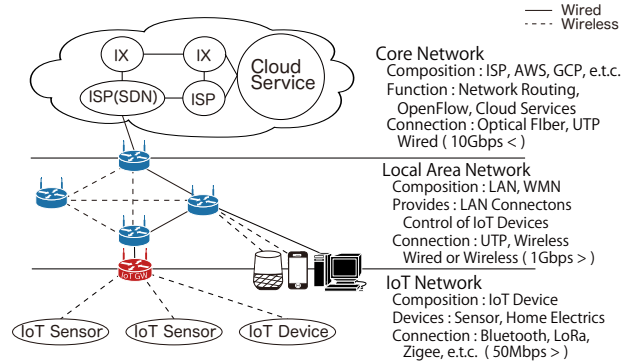 Wired
Wireless
IX
IX
Cloud
Service
ISP(SDN)
ISP
Core Network
Composition : ISP, AWS, GCP, e.t.c.
Function : Network Routing,
OpenFlow, Cloud Services
Connection : Optical FIber, UTP
Wired ( 10Gbps < )
Local Area Network
Composition : LAN, WMN
Provides : LAN Connectons
Control of IoT Devices
Connection : UTP, Wireless
Wired or Wireless ( 1Gbps > )
IoT GW
IoT Network
Composition : IoT Device
Devices : Sensor, Home Electrics
Connection : Bluetooth, LoRa,
Zigee, e.t.c. ( 50Mbps > )
IoT Sensor
IoT Sensor
IoT Device